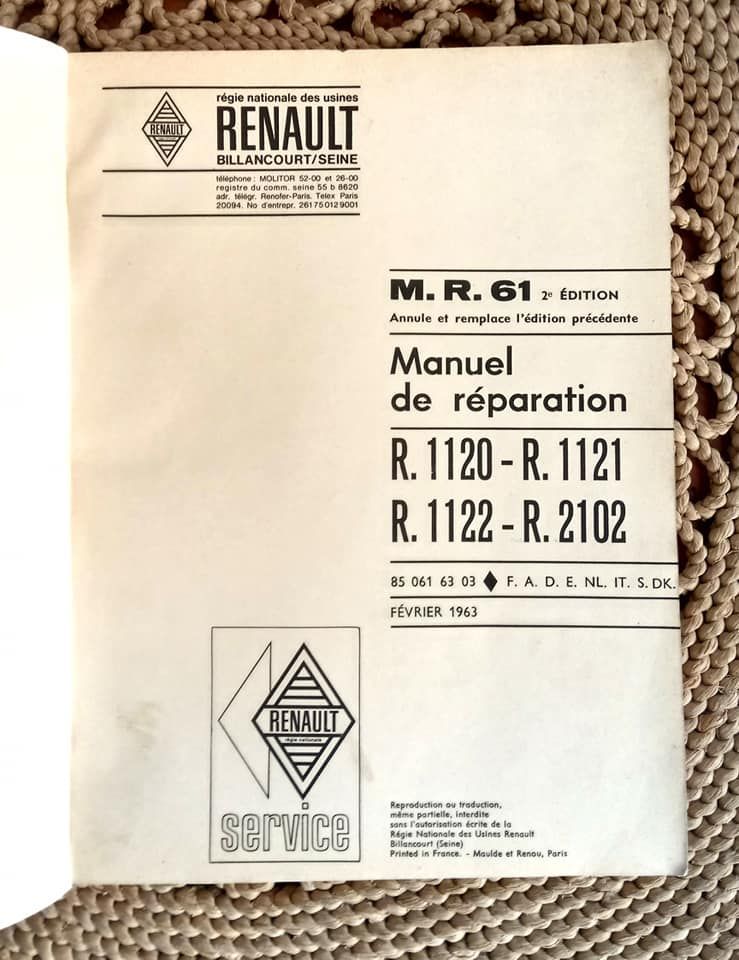 RENAULT
régie nationale des usines
RENAULT
BILLANCOURT/SEINE
téléphone : MOLITOR 52-00 et 26-00
registre du comm. seine 55 b 8620
adr. télégr. Renofer-Paris. Telex Paris
20094. No d'entrepr. 261750129001
M. R. 61 2e ÉDITION
Annule et remplace l'édition précédente
Manuel
de réparation
R. 1120 - R. 1121
R. 1122 - R. 2102
85 061 63 03 ♦ F. A. D. E. NL. IT. S. DK.
FÉVRIER 1963
RENAULT
régie nationale
service
Reproduction ou traduction,
même partielle, interdite
sans l'autorisation écrite de la
Régie Nationale des Usines Renault
Billancourt (Seine)
Printed in France. - Maulde et Renou, Paris